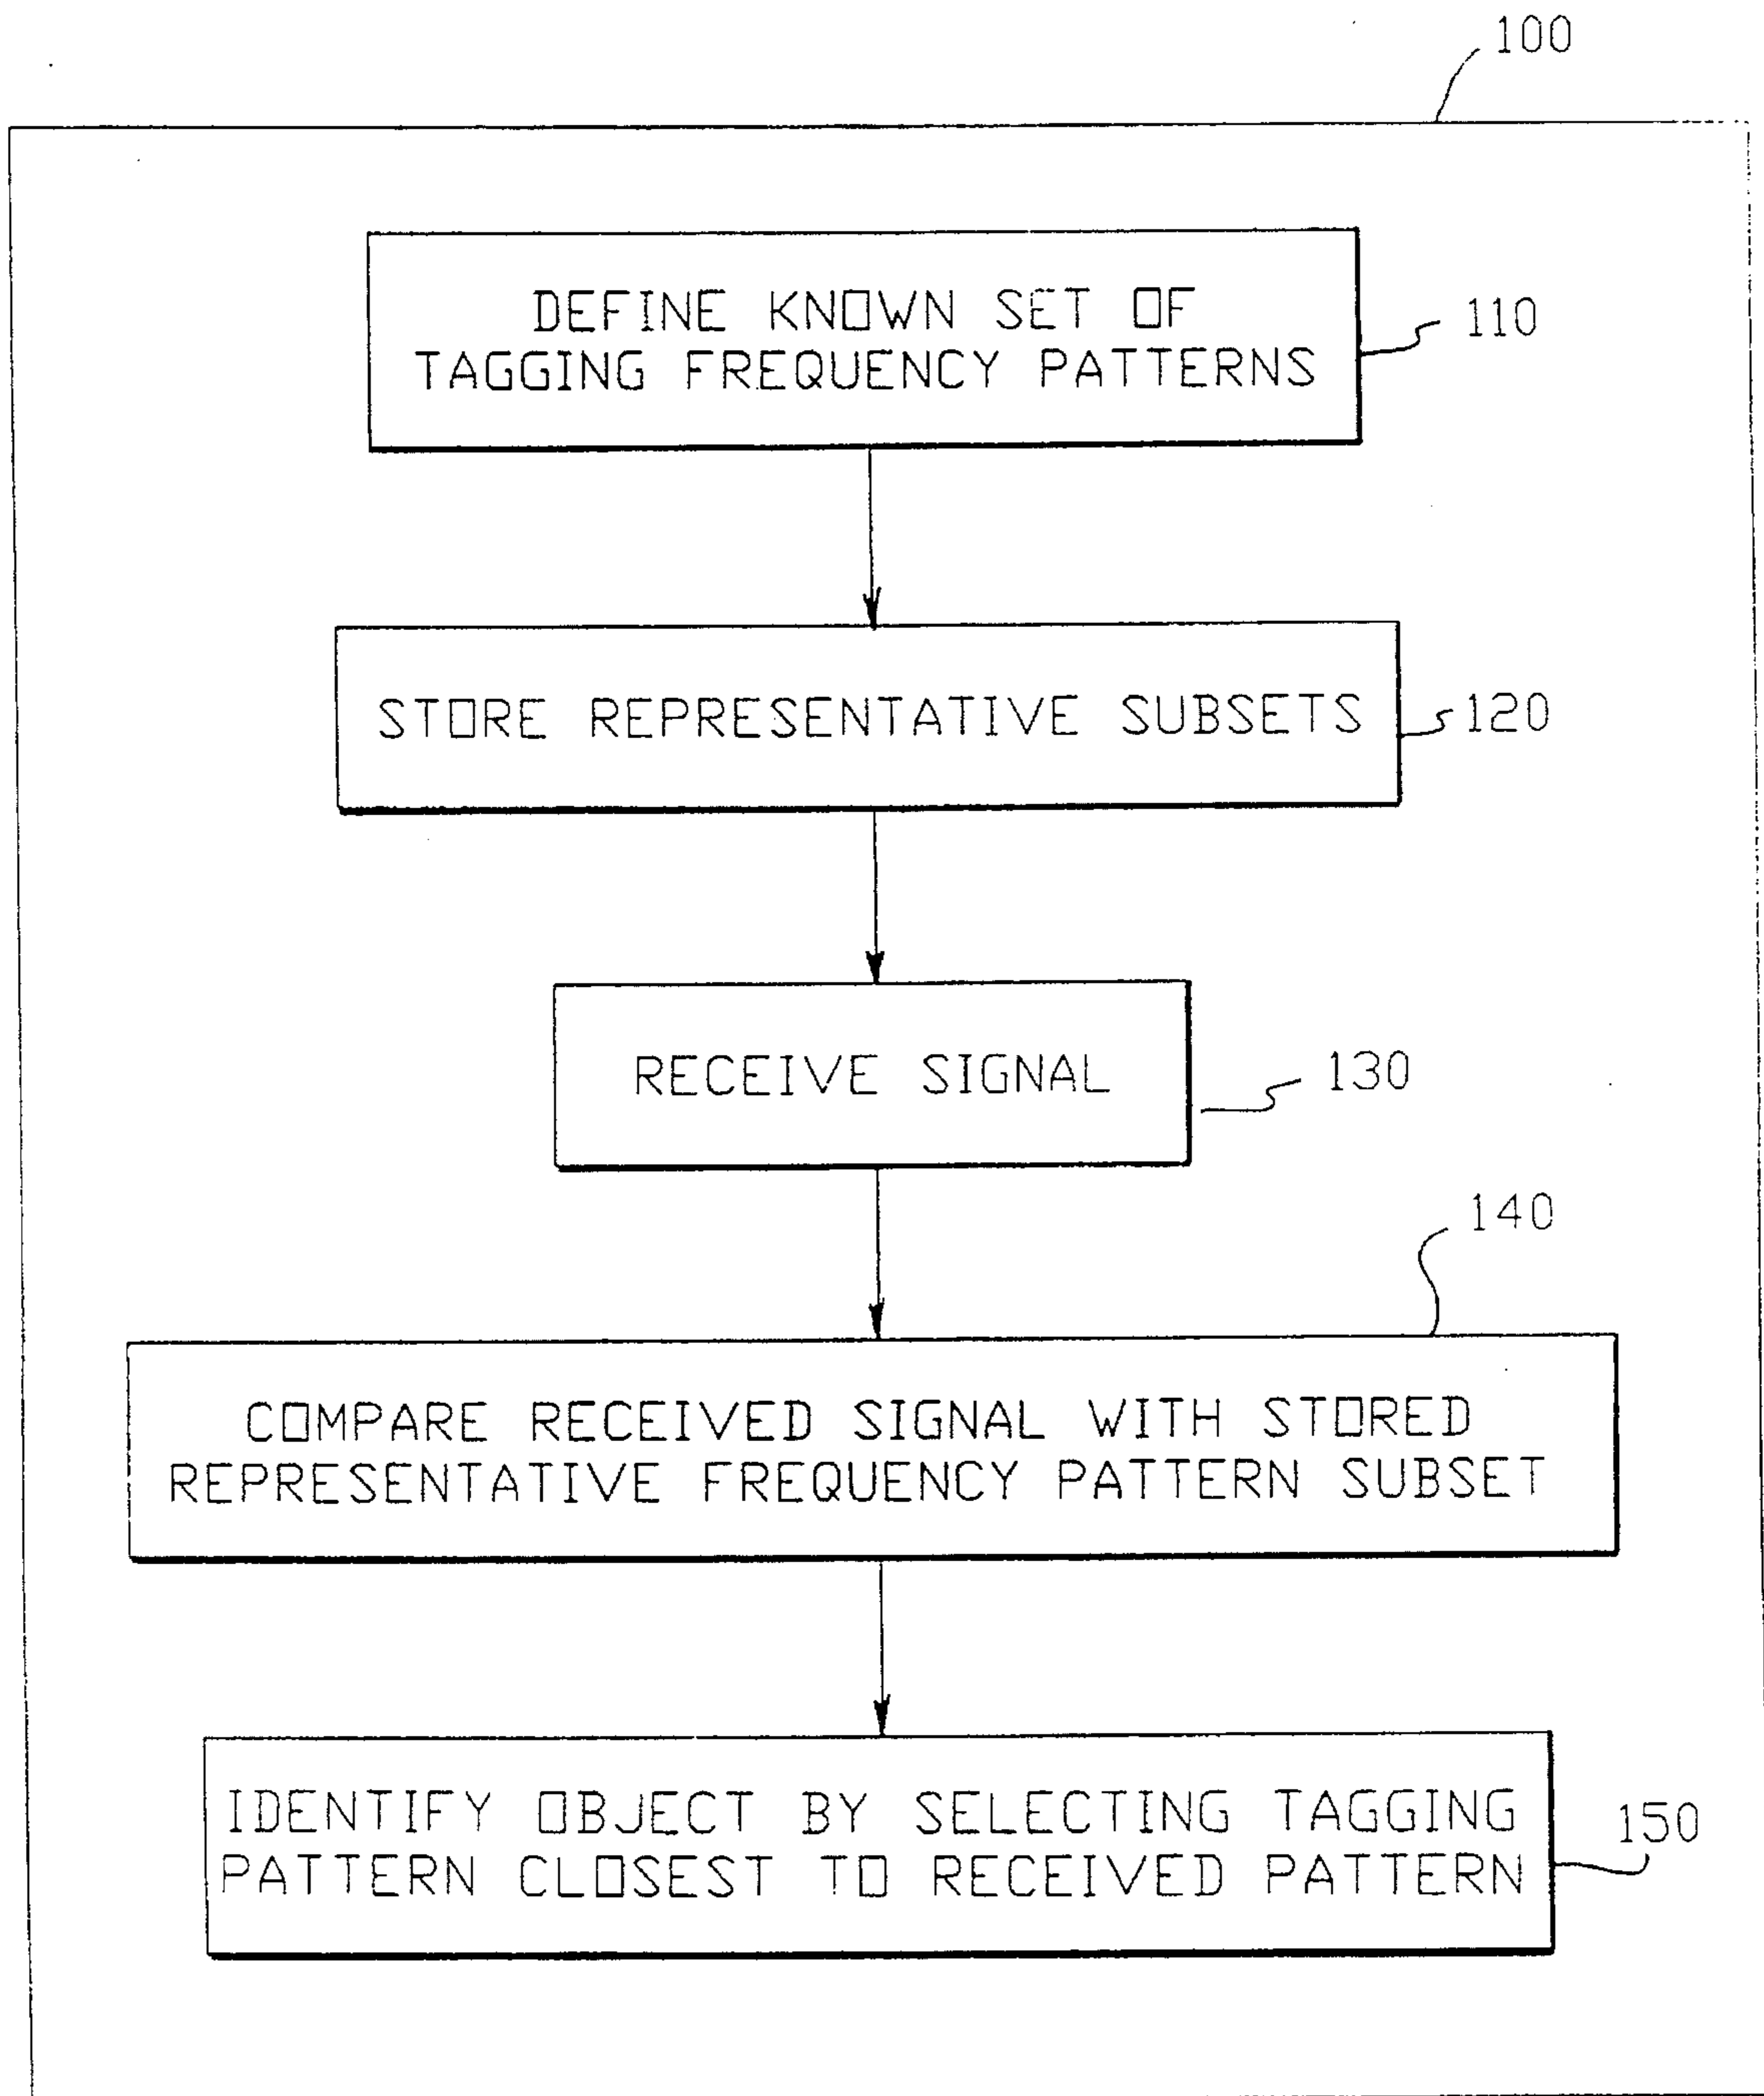 100
DEFINE KNOWN SET OF
TAGGING FREQUENCY PATTERNS
110
STORE REPRESENTATIVE SUBSETS
120
RECEIVE SIGNAL
130
140
COMPARE RECEIVED SIGNAL WITH STORED
REPRESENTATIVE FREQUENCY PATTERN SUBSET
IDENTIFY OBJECT BY SELECTING TAGGING
PATTERN CLOSEST TO RECEIVED PATTERN
150